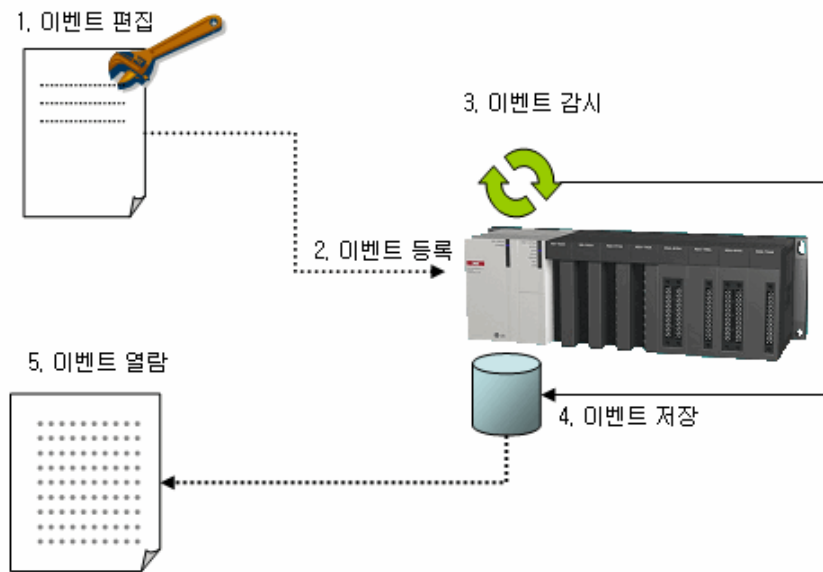 1. 이벤트 편집
3. 이벤트 감시
2. 이벤트 등록
5. 이벤트 열람
4. 이벤트 저장